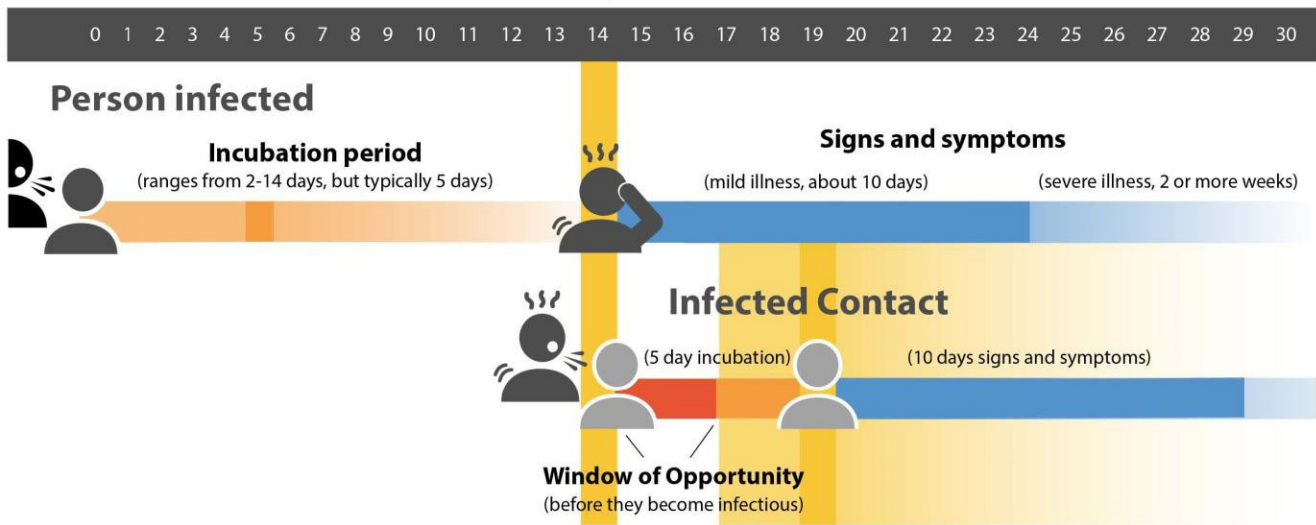 0 1 2 3 4 5 6 7 8 9 10 11 12 13 14 15 16 17 18 19 20 21 22 23 24 25 26 27 28 29 30
Person infected
Incubation period
(ranges from 2-14 days, but typically 5 days)
Signs and symptoms
(mild illness, about 10 days)
(severe illness, 2 or more weeks)
Infected Contact
(5 day incubation)
(10 days signs and symptoms)
Window of Opportunity
(before they become infectious)